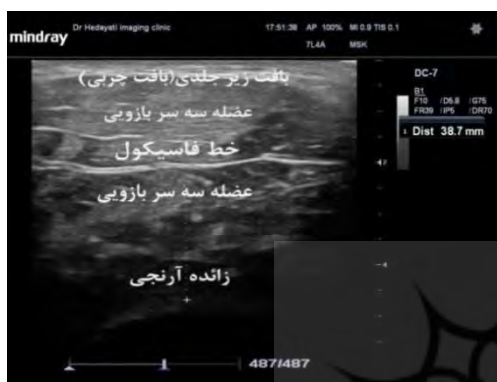 mindray
Dr Hedayati imaging clinic
17:51:38 AP 100% MI 0.9 TIS 0.1
7L4A MSK
DC-7
B1
F10 /D5.8 /G75
FR39 /IP5 /DR70
1 Dist 38.7 mm
بافت زیر جلدی(بافت چربی)
عضله سه سر بازویی
خط فاسیکول
عضله سه سر بازویی
زائده آرنجی
487/487